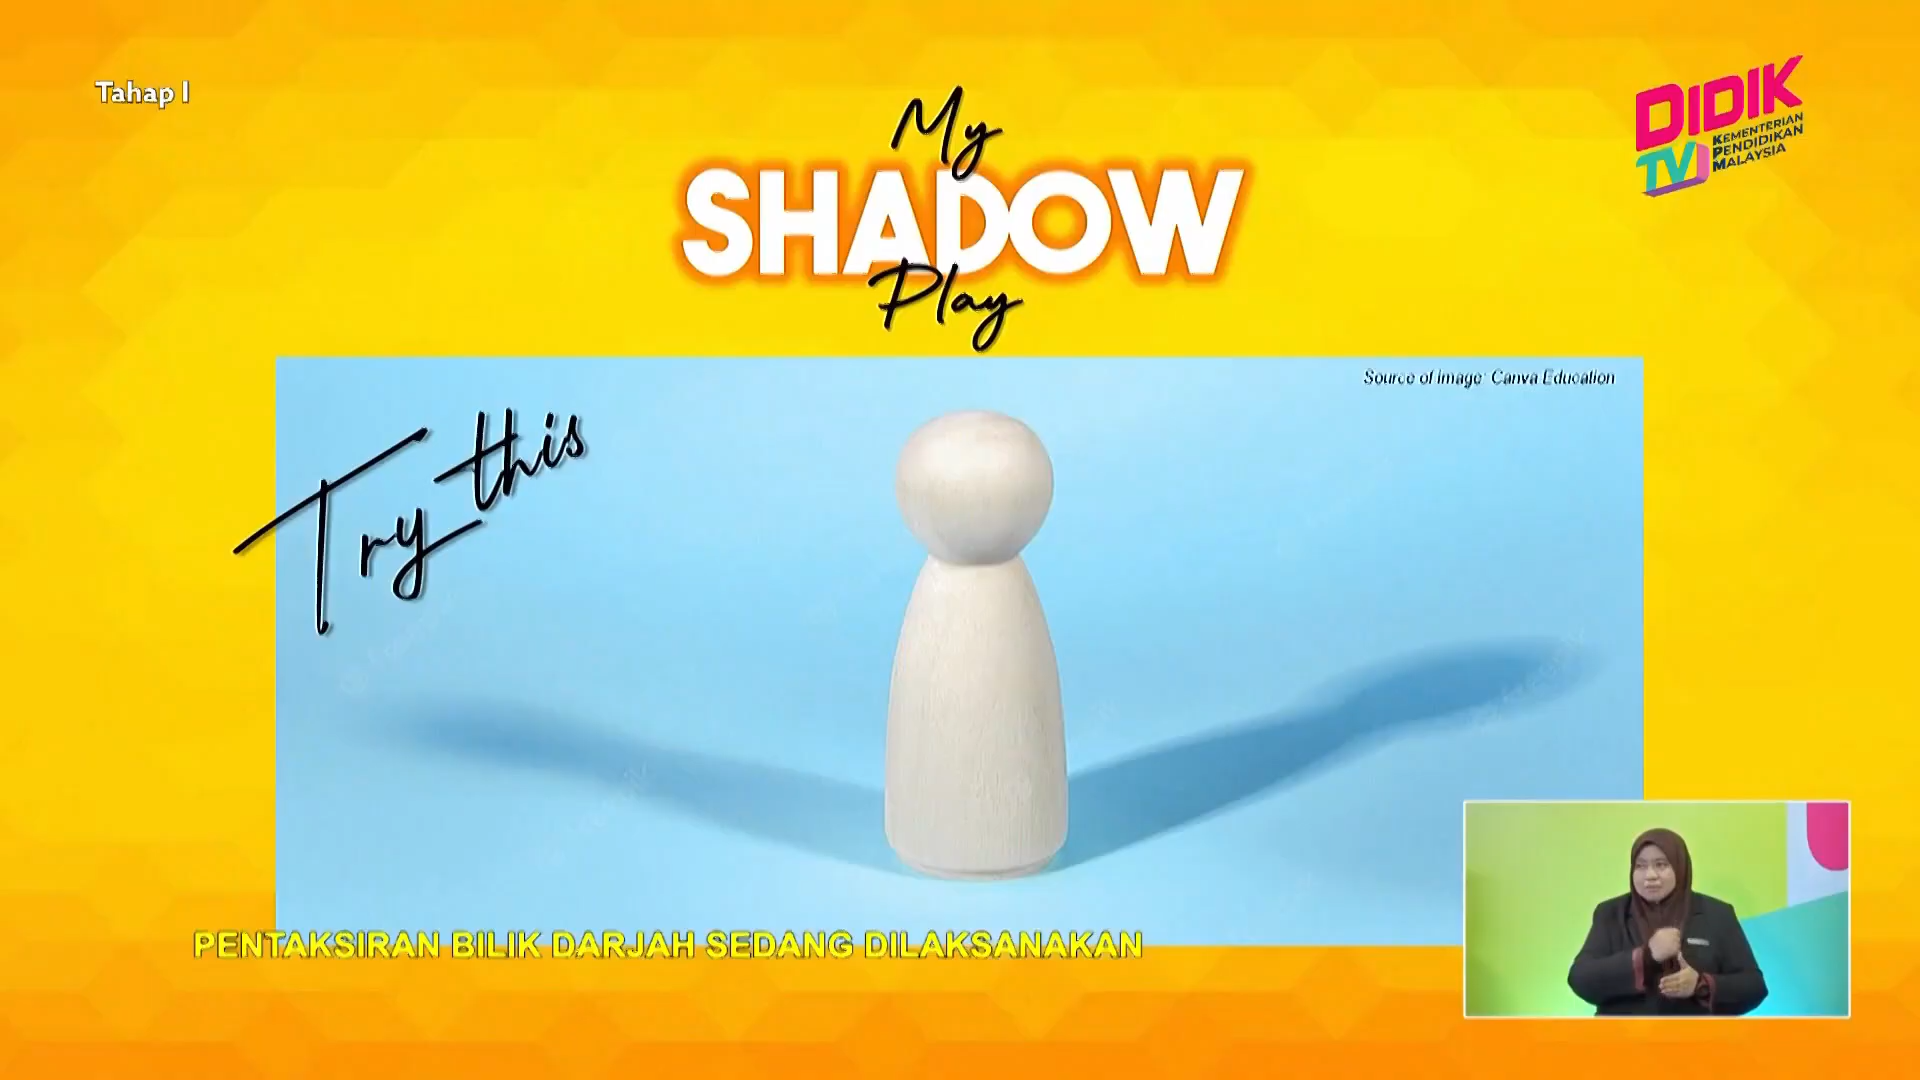 Tahap 1
My
SHADOW
Play
DIDIK
TV
KEMENTERIAN
PENDIDIKAN
MALAYSIA
Source of image: Canva Education
Try this
PENTAKSIRAN BILIK DARJAH SEDANG DILAKSANAKAN